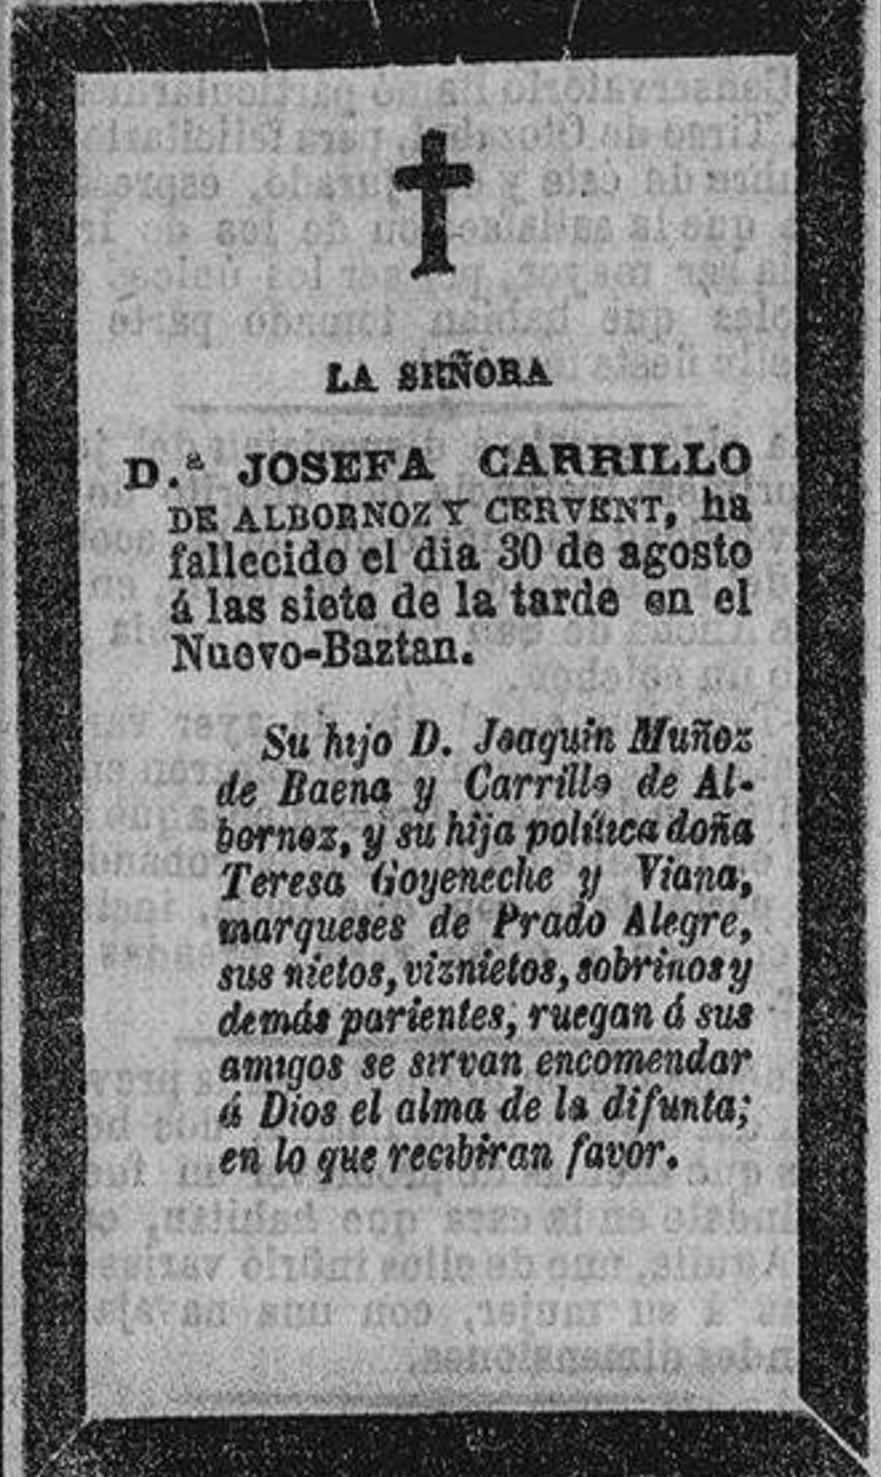 LA SEÑORA
D.ª JOSEFA CARRILLO
DE ALBORNOZ Y CERVENT, ha
fallecido el dia 30 de agosto
á las siete de la tarde en el
Nuevo-Baztan.
Su hijo D. Joaquin Muñoz
de Baena y Carrillo de Al-
bornoz, y su hija política doña
Teresa Goyeneche y Viana,
marqueses de Prado Alegre,
sus nietos, viznietos, sobrinos y
demás parientes, ruegan á sus
amigos se sirvan encomendar
á Dios el alma de la difunta;
en lo que recibiran favor.